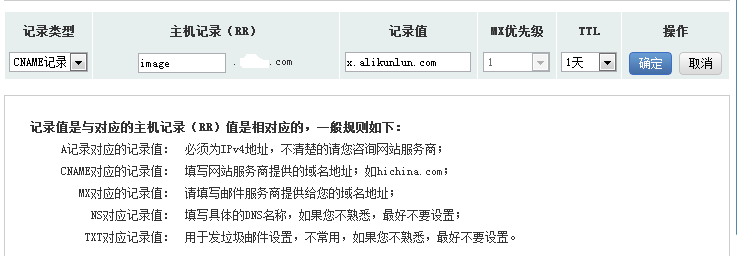 记录类型 主机记录（RR） 记录值 MX优先级 TTL 操作
CNAME记录 image . .com x.alikunlun.com 1 1天 确定 取消
记录值是与对应的主机记录（RR）值是相对应的，一般规则如下：
A记录对应的记录值： 必须为IPv4地址，不清楚的请您咨询网站服务商；
CNAME对应的记录值： 填写网站服务商提供的域名地址；如hichina.com；
MX对应的记录值： 请填写邮件服务商提供给您的域名地址；
NS对应记录值： 填写具体的DNS名称，如果您不熟悉，最好不要设置；
TXT对应记录值： 用于发垃圾邮件设置，不常用，如果您不熟悉，最好不要设置。